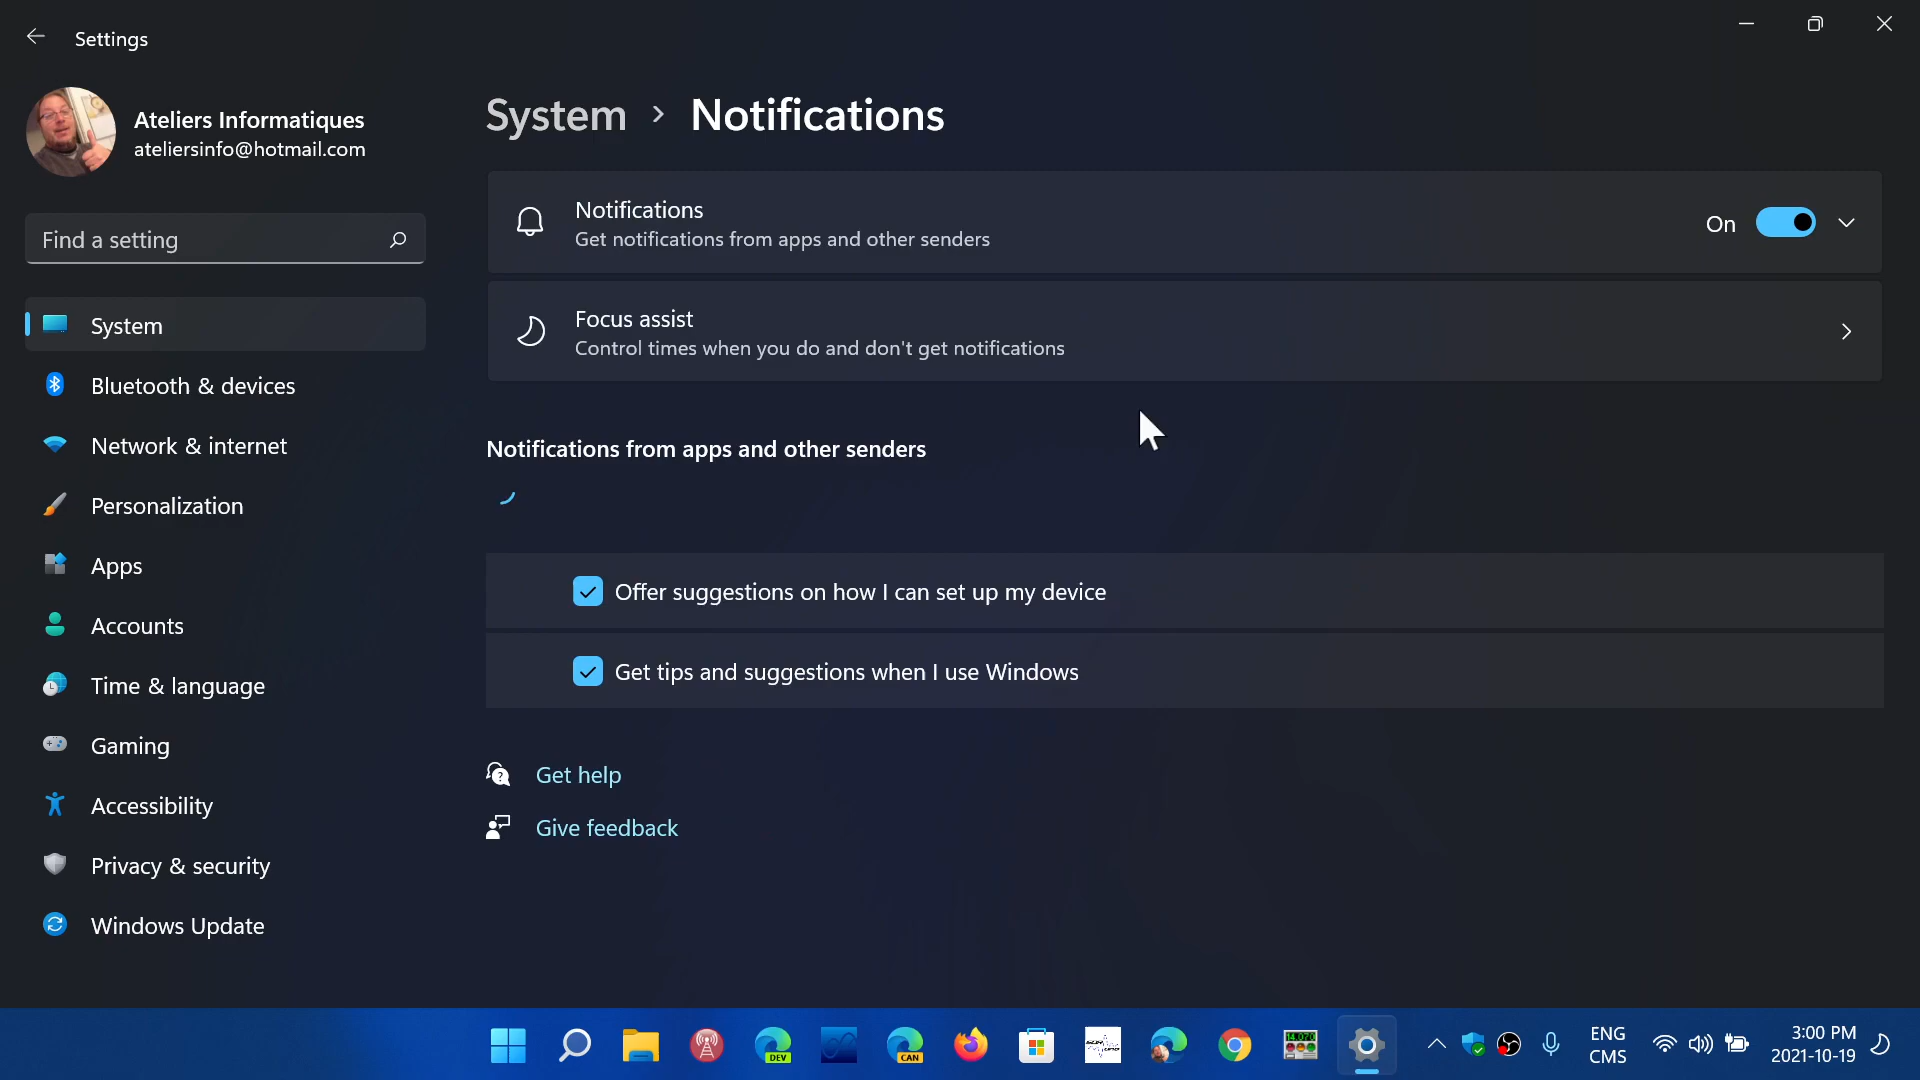 Settings
Ateliers Informatiques
ateliersinfo@hotmail.com
Find a setting
System
Bluetooth & devices
Network & internet
Personalization
Apps
Accounts
Time & language
Gaming
Accessibility
Privacy & security
Windows Update
System > Notifications
Notifications
Get notifications from apps and other senders
On
Focus assist
Control times when you do and don't get notifications
Notifications from apps and other senders
Offer suggestions on how I can set up my device
Get tips and suggestions when I use Windows
Get help
Give feedback
DEV
CAN
14.070
ENG
CMS
3:00 PM
2021-10-19